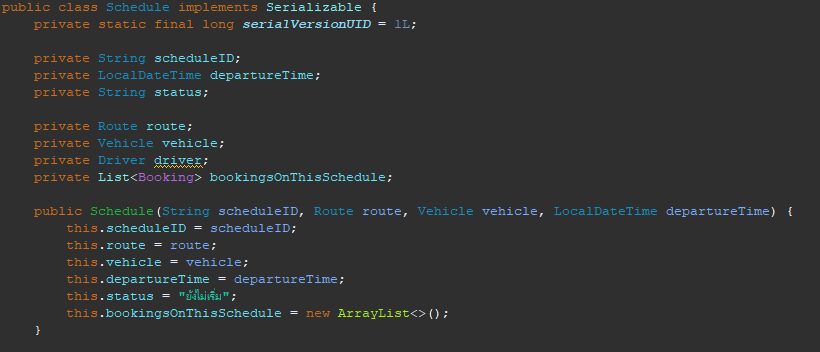 public class Schedule implements Serializable {
    private static final long serialVersionUID = 1L;

    private String scheduleID;
    private LocalDateTime departureTime;
    private String status;

    private Route route;
    private Vehicle vehicle;
    private Driver driver;
    private List<Booking> bookingsOnThisSchedule;

    public Schedule(String scheduleID, Route route, Vehicle vehicle, LocalDateTime departureTime) {
        this.scheduleID = scheduleID;
        this.route = route;
        this.vehicle = vehicle;
        this.departureTime = departureTime;
        this.status = "ยังไม่เริ่ม";
        this.bookingsOnThisSchedule = new ArrayList<>();
    }